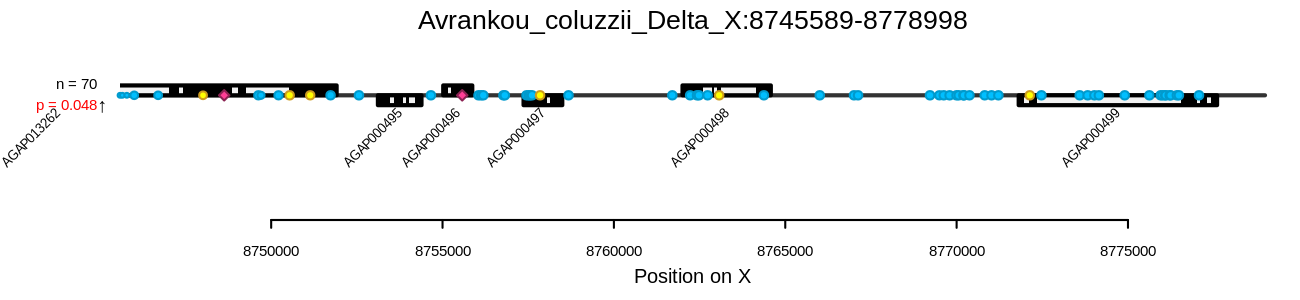 Avrankou_coluzzii_Delta_X:8745589-8778998
n = 70
p = 0.048↑
AGAP013262
AGAP000495
AGAP000496
AGAP000497
AGAP000498
AGAP000499
8750000 8755000 8760000 8765000 8770000 8775000
Position on X